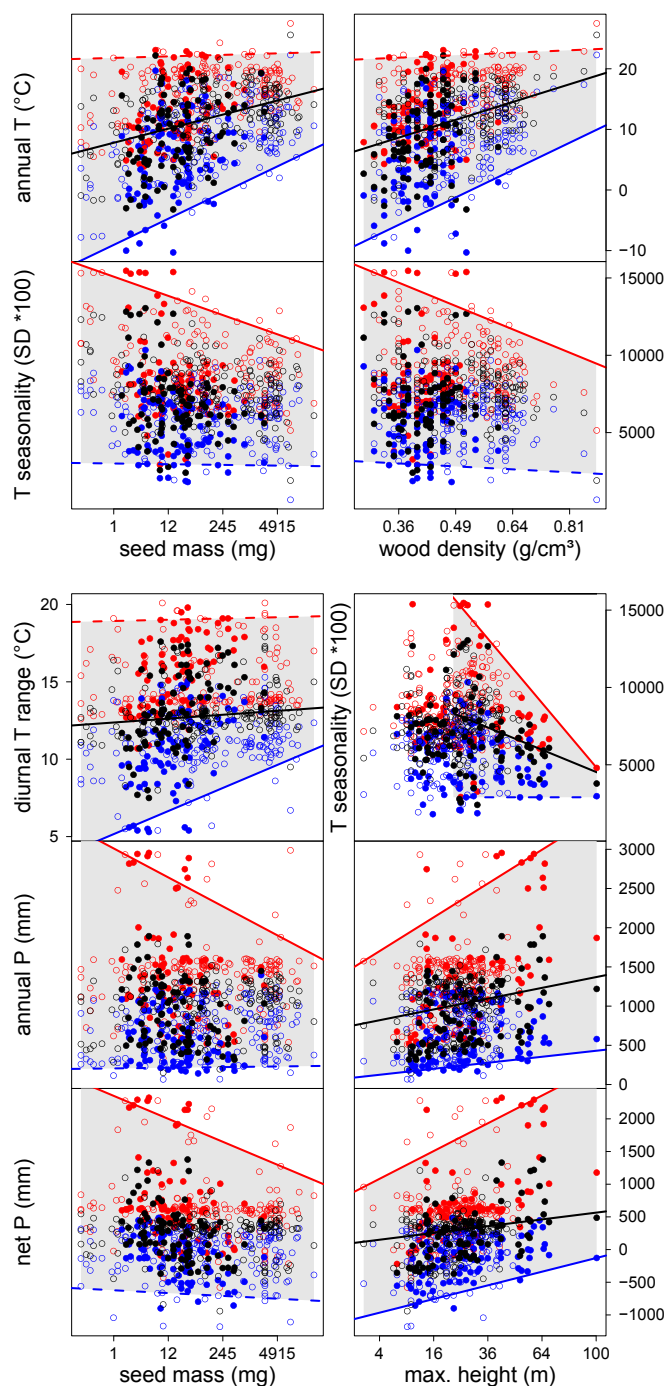 annual T (°C)
20
10
0
−10
T seasonality (SD *100)
15000
10000
5000
1 12 245 4915
seed mass (mg)
0.36 0.49 0.64 0.81
wood density (g/cm³)
diurnal T range (°C)
20
15
10
5
T seasonality (SD *100)
15000
10000
5000
annual P (mm)
3000
2500
2000
1500
1000
500
0
net P (mm)
2000
1500
1000
500
0
−500
−1000
1 12 245 4915
seed mass (mg)
4 16 36 64 100
max. height (m)